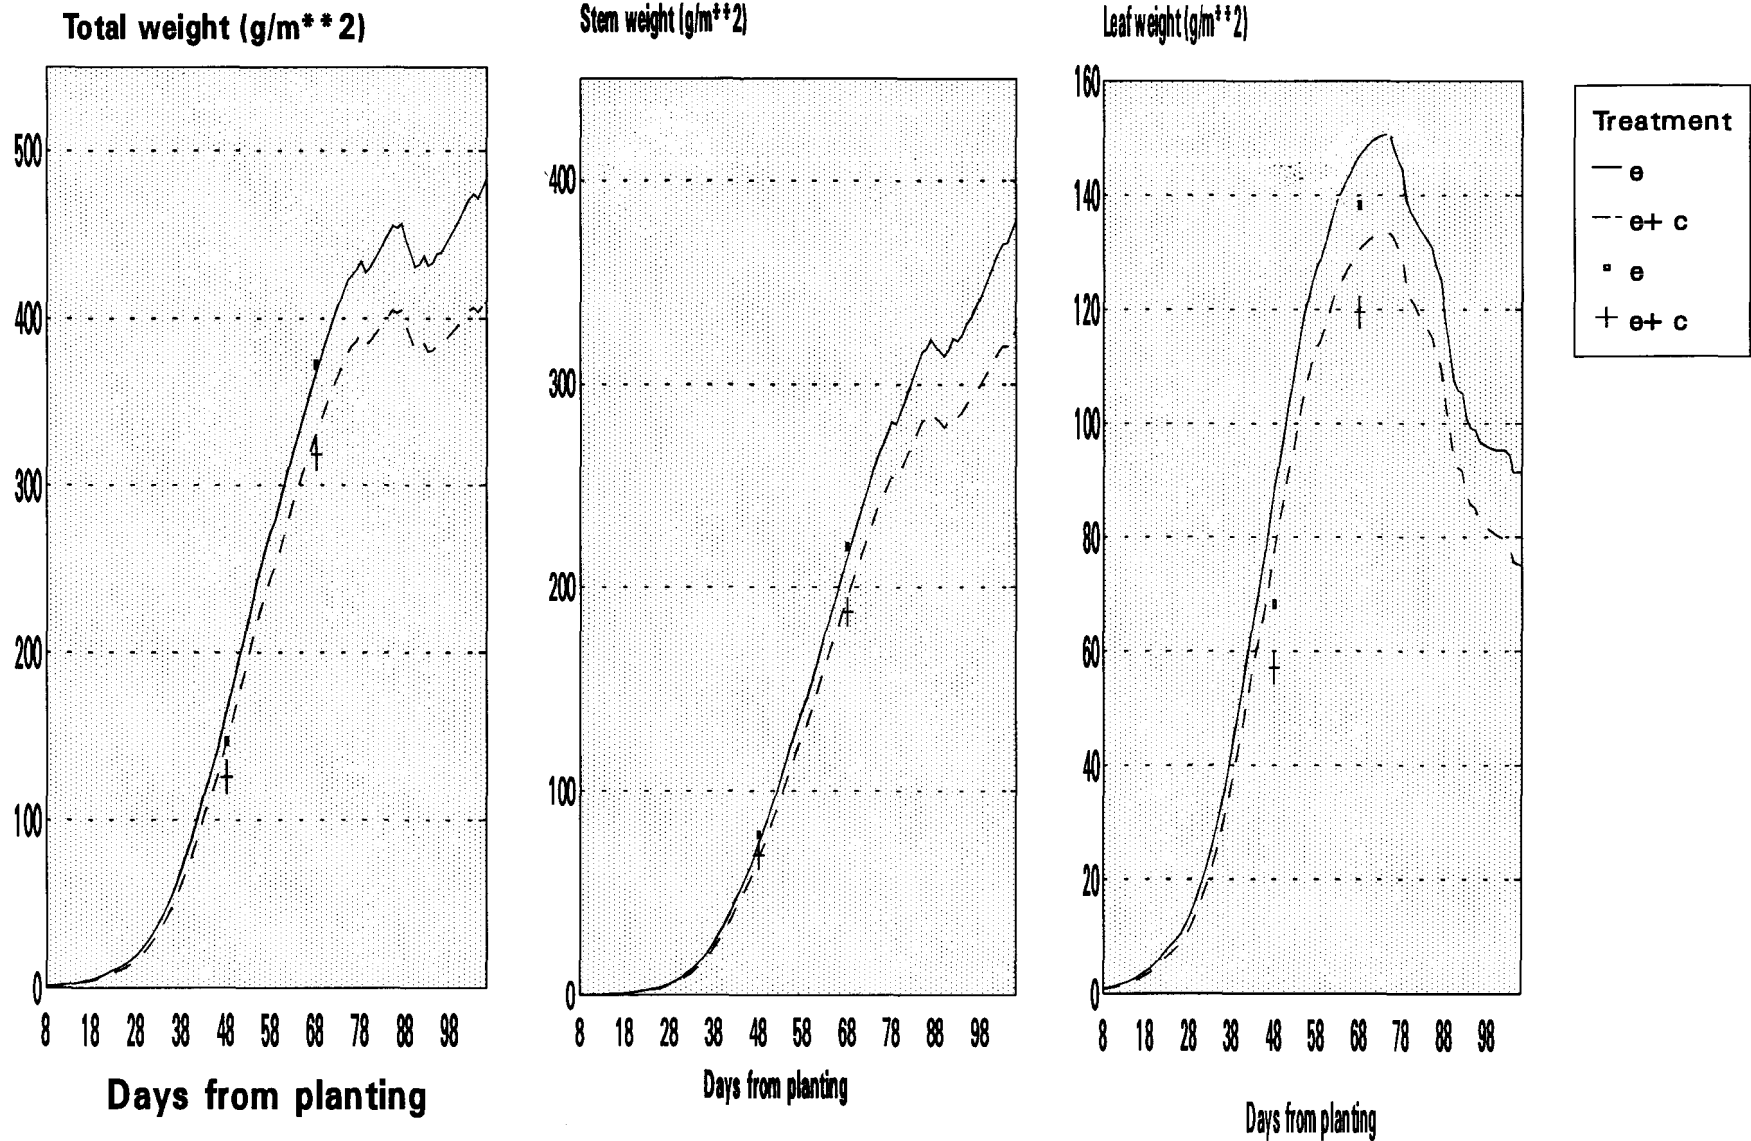 Total weight (g/m**2)
500
400
300
200
100
0
8 18 28 38 48 58 68 78 88 98
Days from planting
Stem weight (g/m**2)
400
300
200
100
0
8 18 28 38 48 58 68 78 88 98
Days from planting
Leaf weight (g/m**2)
160
140
120
100
80
60
40
20
0
8 18 28 38 48 58 68 78 88 98
Days from planting
Treatment
e
e+ c
e
e+ c